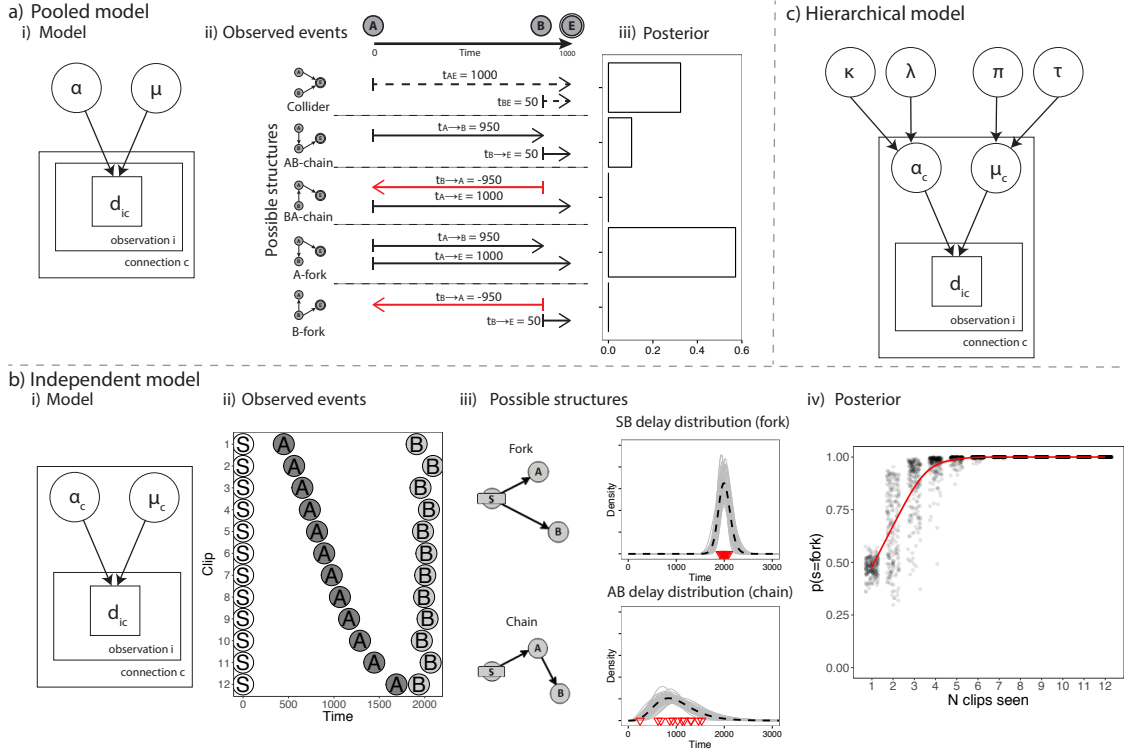 a) Pooled model
i) Model
α
μ
d_ic
observation i
connection c
ii) Observed events
A
B
E
0
Time
1000
Possible structures
A
B
E
Collider
t_AE = 1000
t_BE = 50
A
B
E
AB-chain
t_A→B = 950
t_B→E = 50
A
B
E
BA-chain
t_B→A = -950
t_A→E = 1000
A
B
E
A-fork
t_A→B = 950
t_A→E = 1000
A
B
E
B-fork
t_B→A = -950
t_B→E = 50
iii) Posterior
0.0
0.2
0.4
0.6
c) Hierarchical model
κ
λ
π
τ
α_c
μ_c
d_ic
observation i
connection c
b) Independent model
i) Model
α_c
μ_c
d_ic
observation i
connection c
ii) Observed events
Clip
1 S A B
2 S A B
3 S A B
4 S A B
5 S A B
6 S A B
7 S A B
8 S A B
9 S A B
10 S A B
11 S A B
12 S A B
0 500 1000 1500 2000
Time
iii) Possible structures
Fork
S
A
B
Chain
S
A
B
SB delay distribution (fork)
Density
0 1000 2000 3000
Time
AB delay distribution (chain)
Density
0 1000 2000 3000
Time
iv) Posterior
p(s=fork)
1.00
0.75
0.50
0.25
0.00
1 2 3 4 5 6 7 8 9 10 11 12
N clips seen